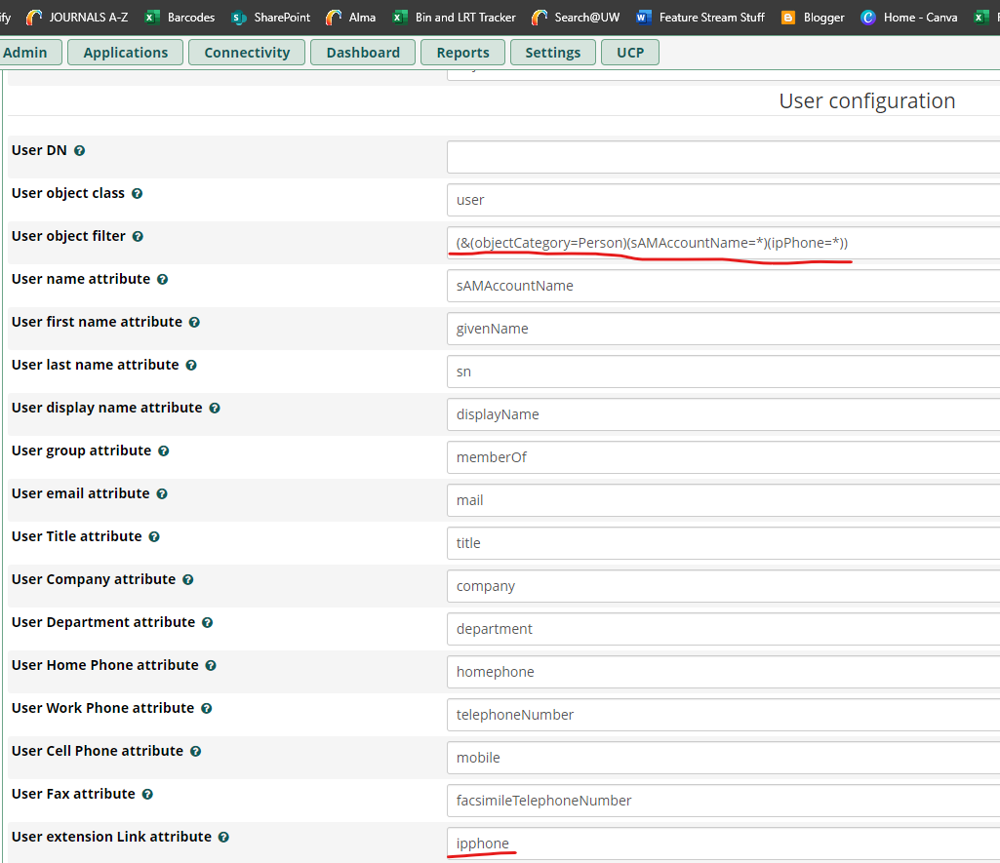 ify JOURNALS A-Z Barcodes SharePoint Alma Bin and LRT Tracker Search@UW Feature Stream Stuff Blogger Home - Canva
Admin Applications Connectivity Dashboard Reports Settings UCP
User configuration
User DN
User object class user
User object filter (&(objectCategory=Person)(sAMAccountName=*)(ipPhone=*))
User name attribute sAMAccountName
User first name attribute givenName
User last name attribute sn
User display name attribute displayName
User group attribute memberOf
User email attribute mail
User Title attribute title
User Company attribute company
User Department attribute department
User Home Phone attribute homephone
User Work Phone attribute telephoneNumber
User Cell Phone attribute mobile
User Fax attribute facsimileTelephoneNumber
User extension Link attribute ipphone